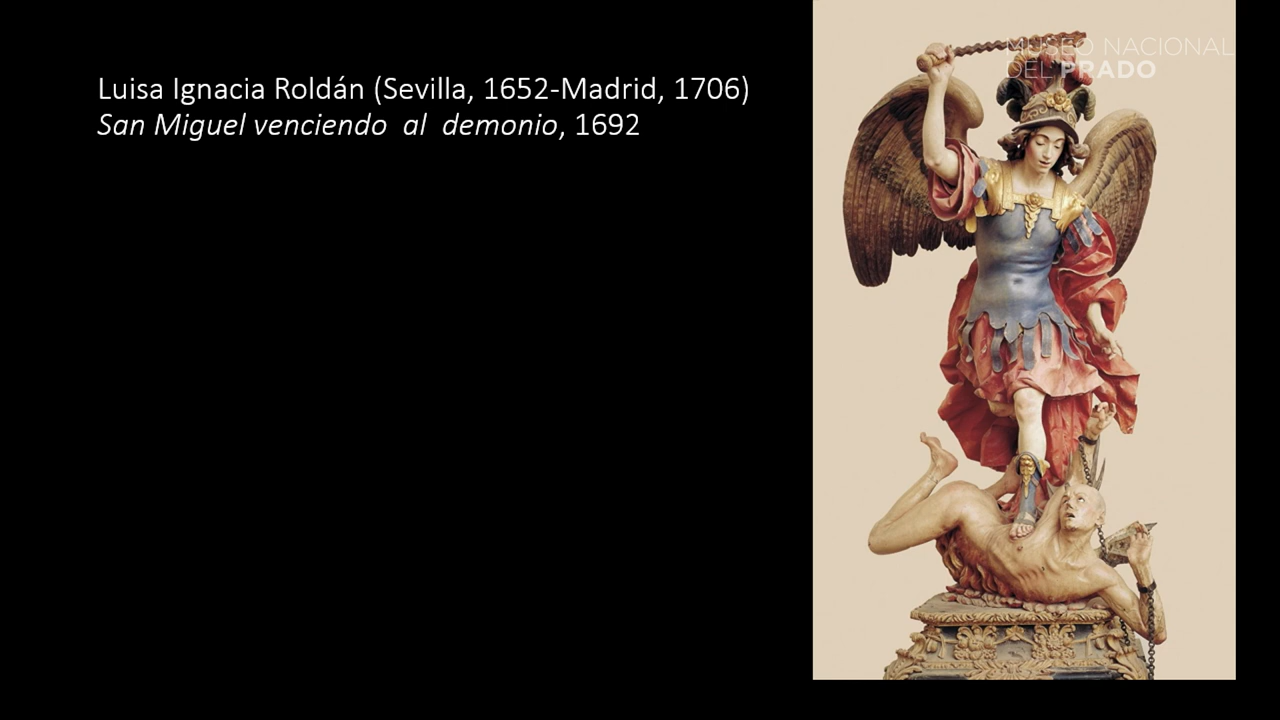 Luisa Ignacia Roldán (Sevilla, 1652-Madrid, 1706)
San Miguel venciendo al demonio, 1692
MUSEO NACIONAL
DEL PRADO